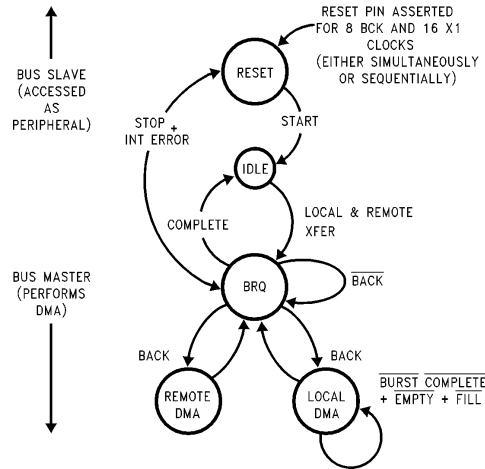 RESET PIN ASSERTED
FOR 8 BCK AND 16 X1
CLOCKS
(EITHER SIMULTANEOUSLY
OR SEQUENTIALLY)
RESET
BUS SLAVE
(ACCESSED
AS
PERIPHERAL)
STOP +
INT ERROR
START
IDLE
COMPLETE
LOCAL & REMOTE
XFER
BUS MASTER
(PERFORMS
DMA)
BRQ
BACK
BACK
BACK
REMOTE
DMA
LOCAL
DMA
BURST COMPLETE
+ EMPTY + FILL